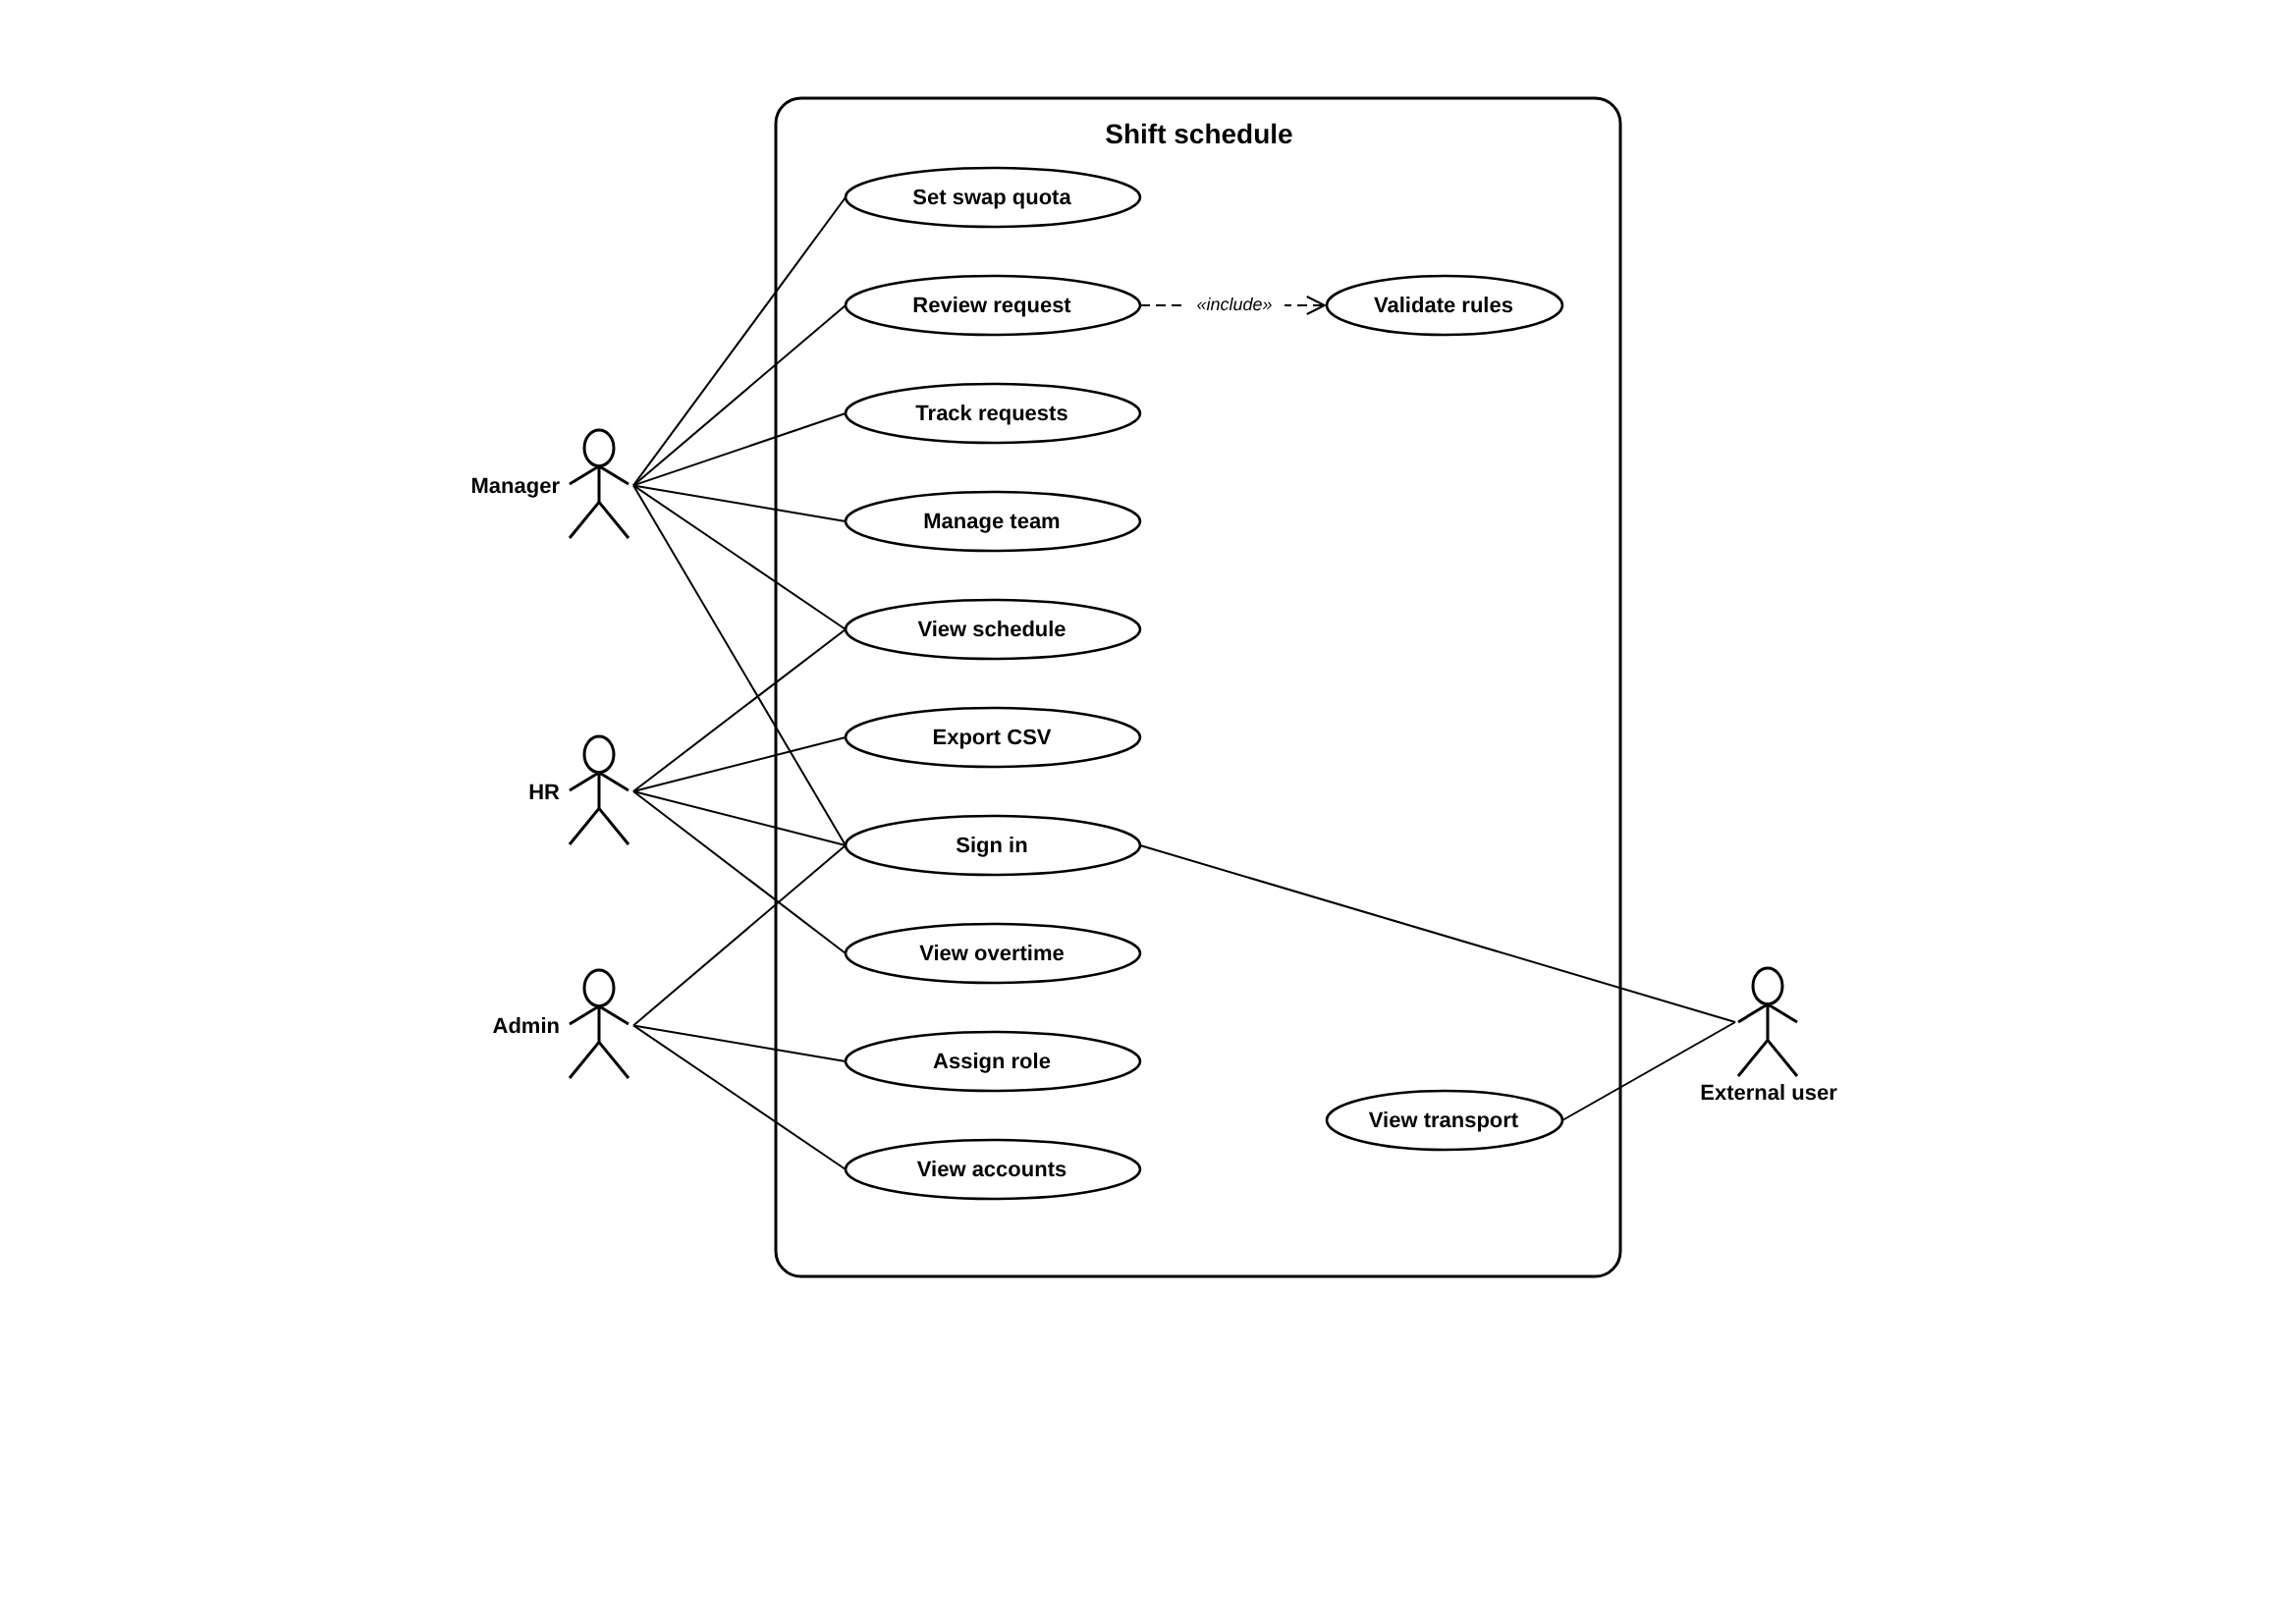 Shift schedule
Set swap quota
Review request
«include»
Validate rules
Track requests
Manager
Manage team
View schedule
Export CSV
HR
Sign in
View overtime
Admin
Assign role
External user
View transport
View accounts